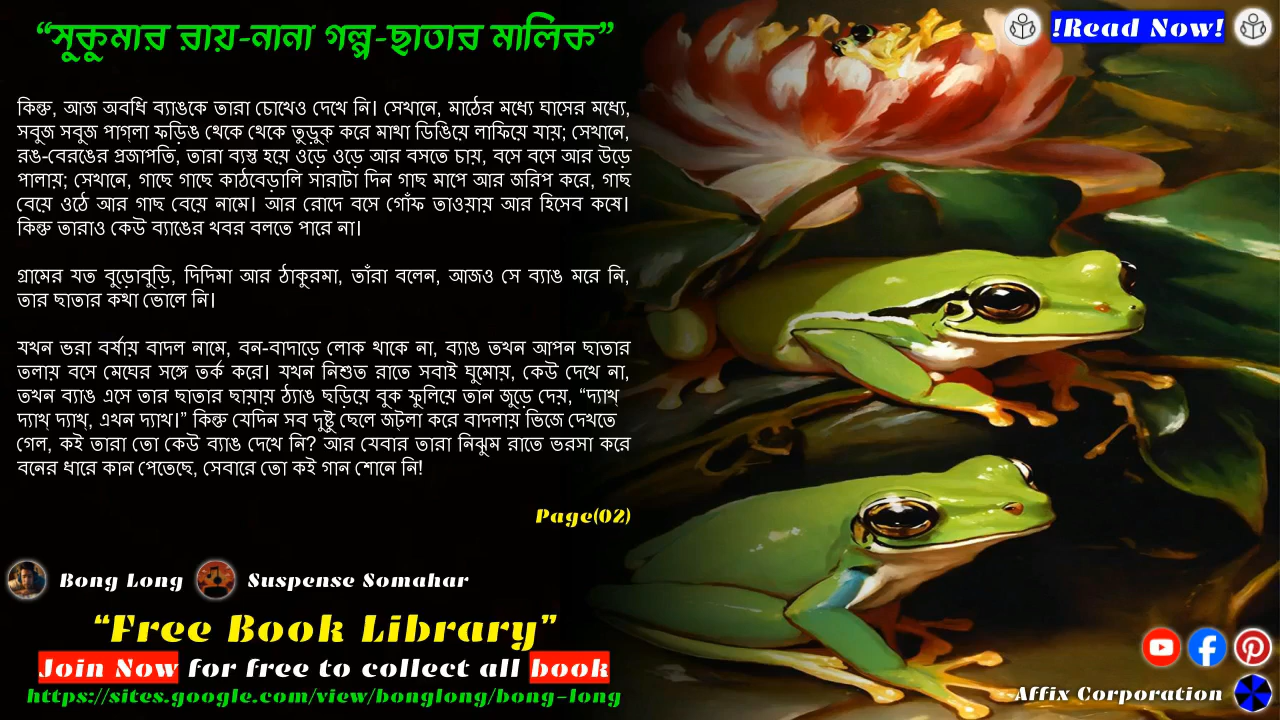 “সুকুমার রায়-নানা গল্প-ছাতার মালিক”
!Read Now!
কিন্তু, আজ অবধি ব্যাঙকে তারা চোখেও দেখে নি। সেখানে, মাঠের মধ্যে ঘাসের মধ্যে,
সবুজ সবুজ পাগ্‌লা ফড়িঙ থেকে থেকে তুড়ুক্ করে মাথা ডিঙিয়ে লাফিয়ে যায়; সেখানে,
রঙ-বেরঙের প্রজাপতি, তারা ব্যস্ত হয়ে ওড়ে ওড়ে আর বসতে চায়, বসে বসে আর উড়ে
পালায়; সেখানে, গাছে গাছে কাঠবেড়ালি সারাটা দিন গাছ মাপে আর জরিপ করে, গাছ
বেয়ে ওঠে আর গাছ বেয়ে নামে। আর রোদে বসে গোঁফ তাওয়ায় আর হিসেব কষে।
কিন্তু তারাও কেউ ব্যাঙের খবর বলতে পারে না।
গ্রামের যত বুড়োবুড়ি, দিদিমা আর ঠাকুরমা, তাঁরা বলেন, আজও সে ব্যাঙ মরে নি,
তার ছাতার কথা ভোলে নি।
যখন ভরা বর্ষায় বাদল নামে, বন-বাদাড়ে লোক থাকে না, ব্যাঙ তখন আপন ছাতার
তলায় বসে মেঘের সঙ্গে তর্ক করে। যখন নিশুত রাতে সবাই ঘুমোয়, কেউ দেখে না,
তখন ব্যাঙ এসে তার ছাতার ছায়ায় ঠ্যাঙ ছড়িয়ে বুক ফুলিয়ে তান জুড়ে দেয়, “দ্যাখ্
দ্যাখ্ দ্যাখ্, এখন দ্যাখ।” কিন্তু যেদিন সব দুষ্টু ছেলে জট্‌লা করে বাদলায় ভিজে দেখতে
গেল, কই তারা তো কেউ ব্যাঙ দেখে নি? আর যেবার তারা নিঝুম রাতে ভরসা করে
বনের ধারে কান পেতেছে, সেবারে তো কই গান শোনে নি!
Page(02)
Bong Long Suspense Somahar
“Free Book Library”
Join Now for free to collect all book
https://sites.google.com/view/bonglong/bong-long
Affix Corporation